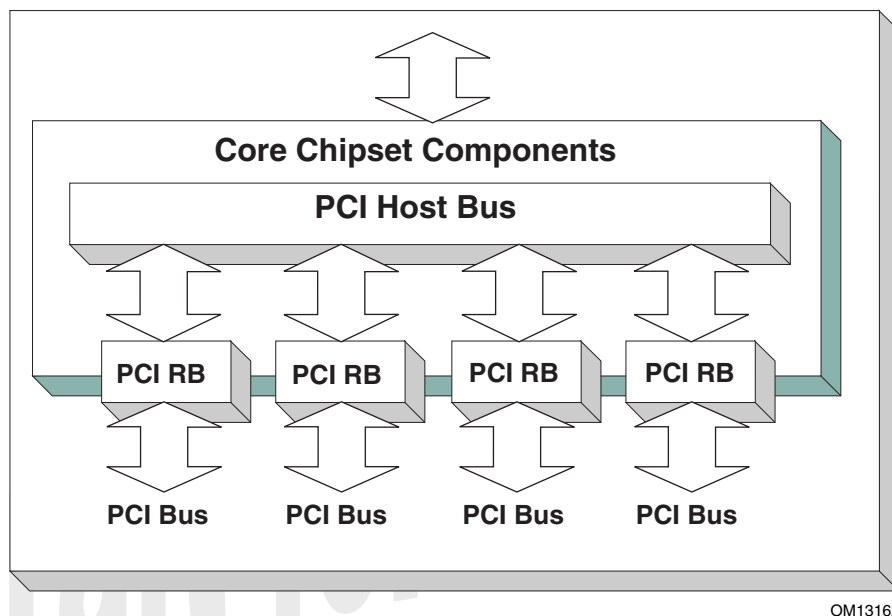 Core Chipset Components
PCI Host Bus
PCI RB PCI RB PCI RB PCI RB
PCI Bus PCI Bus PCI Bus PCI Bus
OM1316